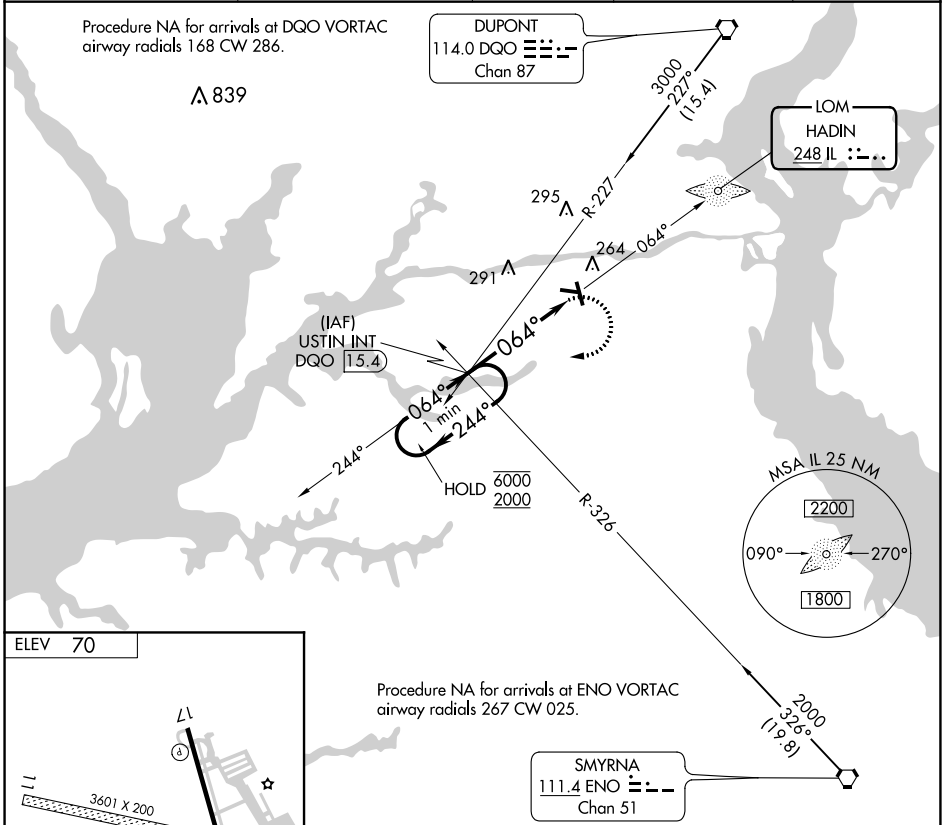 Procedure NA for arrivals at DQO VORTAC
airway radials 168 CW 286.
839
DUPONT
114.0 DQO
Chan 87
3000
227°
(15.4)
LOM
HADIN
248 IL
295
R-227
264
064°
291
(IAF)
USTIN INT
DQO 15.4
064°
064°
1 min
244°
244°
HOLD 6000
2000
R-326
MSA IL 25 NM
2200
090°
270°
1800
ELEV 70
Procedure NA for arrivals at ENO VORTAC
airway radials 267 CW 025.
2000
326°
(19.8)
SMYRNA
111.4 ENO
Chan 51
17
P
11
3601 X 200